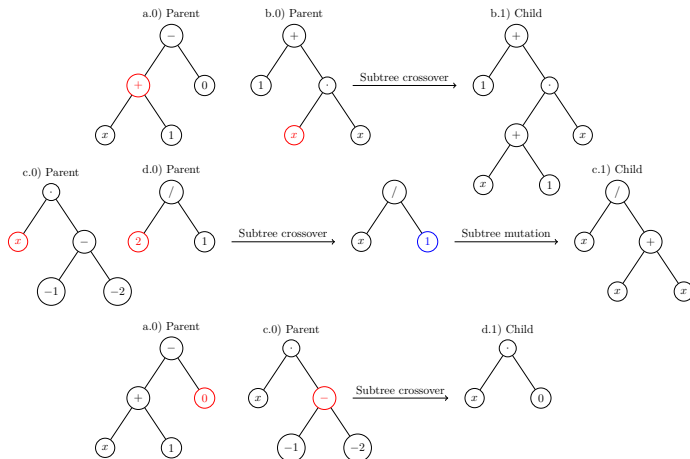 a.0) Parent b.0) Parent b.1) Child
− + +
+ 0 1 · Subtree crossover 1 ·
x 1 x x + x
x 1
c.0) Parent d.0) Parent c.1) Child
· / / /
x − 2 1 Subtree crossover x 1 Subtree mutation x +
−1 −2 x x
a.0) Parent c.0) Parent d.1) Child
− · ·
+ 0 x − Subtree crossover x 0
x 1 −1 −2